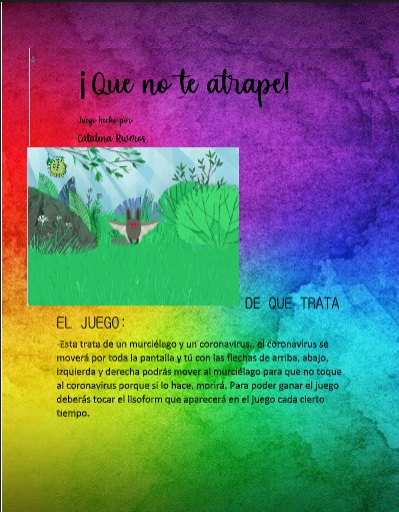 ¡Que no te atrape!
Juego hecho por
Catalina Riveros.
DE QUE TRATA
EL JUEGO:
-Esta trata de un murciélago y un coronavirus,. el coronavirus se
moverá por toda la pantalla y tú con las flechas de arriba, abajo,
izquierda y derecha podrás mover al murciélago para que no toque
al coronavirus porque si lo hace, morirá. Para poder ganar el juego
deberás tocar el lisoform que aparecerá en el juego cada cierto
tiempo.